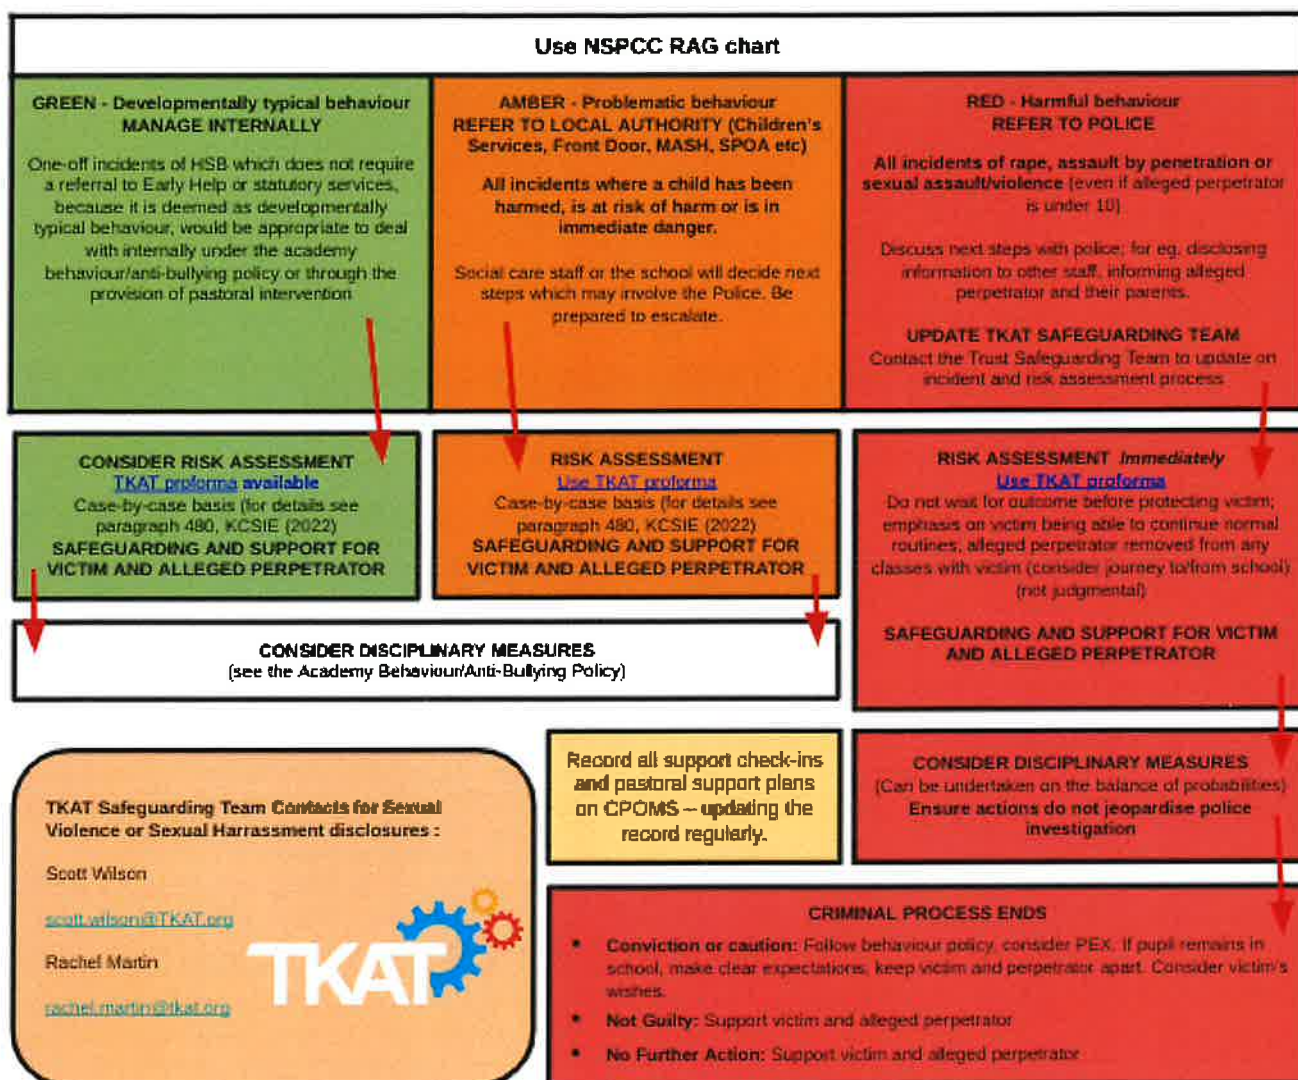 Use NSPCC RAG chart
GREEN - Developmentally typical behaviour
MANAGE INTERNALLY
One-off incidents of HSB which does not require
a referral to Early Help or statutory services,
because it is deemed as developmentally
typical behaviour, would be appropriate to deal
with internally under the academy
behaviour/anti-bullying policy or through the
provision of pastoral intervention
AMBER - Problematic behaviour
REFER TO LOCAL AUTHORITY (Children's
Services, Front Door, MASH, SPOA etc)
All incidents where a child has been
harmed, is at risk of harm or is in
immediate danger.
Social care staff or the school will decide next
steps which may involve the Police. Be
prepared to escalate.
RED - Harmful behaviour
REFER TO POLICE
All incidents of rape, assault by penetration or
sexual assault/violence (even if alleged perpetrator
is under 10)
Discuss next steps with police; for eg. disclosing
information to other staff, informing alleged
perpetrator and their parents.
UPDATE TKAT SAFEGUARDING TEAM
Contact the Trust Safeguarding Team to update on
incident and risk assessment process
CONSIDER RISK ASSESSMENT
TKAT proforma available
Case-by-case basis (for details see
paragraph 480, KCSIE (2022)
SAFEGUARDING AND SUPPORT FOR
VICTIM AND ALLEGED PERPETRATOR
RISK ASSESSMENT
Use TKAT proforma
Case-by-case basis (for details see
paragraph 480, KCSIE (2022)
SAFEGUARDING AND SUPPORT FOR
VICTIM AND ALLEGED PERPETRATOR
RISK ASSESSMENT Immediately
Use TKAT proforma
Do not wait for outcome before protecting victim;
emphasis on victim being able to continue normal
routines, alleged perpetrator removed from any
classes with victim (consider journey to/from school)
(not judgmental)
SAFEGUARDING AND SUPPORT FOR VICTIM
AND ALLEGED PERPETRATOR
CONSIDER DISCIPLINARY MEASURES
(see the Academy Behaviour/Anti-Bullying Policy)
TKAT Safeguarding Team Contacts for Sexual
Violence or Sexual Harrassment disclosures :
Scott Wilson
scott.wilson@TKAT.org
Rachel Martin
rachel.martin@tkat.org
TKAT
Record all support check-ins
and pastoral support plans
on CPOMS – updating the
record regularly.
CONSIDER DISCIPLINARY MEASURES
(Can be undertaken on the balance of probabilities)
Ensure actions do not jeopardise police
investigation
CRIMINAL PROCESS ENDS
• Conviction or caution: Follow behaviour policy, consider PEX. If pupil remains in
school, make clear expectations, keep victim and perpetrator apart. Consider victim's
wishes.
• Not Guilty: Support victim and alleged perpetrator
• No Further Action: Support victim and alleged perpetrator